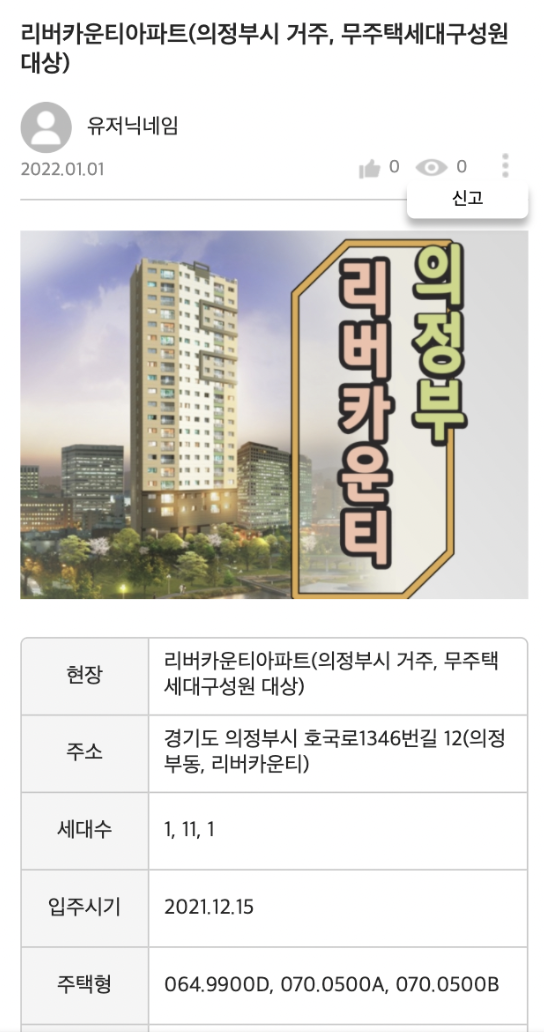 리버카운티아파트(의정부시 거주, 무주택세대구성원
대상)
유저닉네임
2022.01.01
0
0
신고
의정부
리버카운티
현장
리버카운티아파트(의정부시 거주, 무주택
세대구성원 대상)
주소
경기도 의정부시 호국로1346번길 12(의정
부동, 리버카운티)
세대수
1, 11, 1
입주시기
2021.12.15
주택형
064.9900D, 070.0500A, 070.0500B